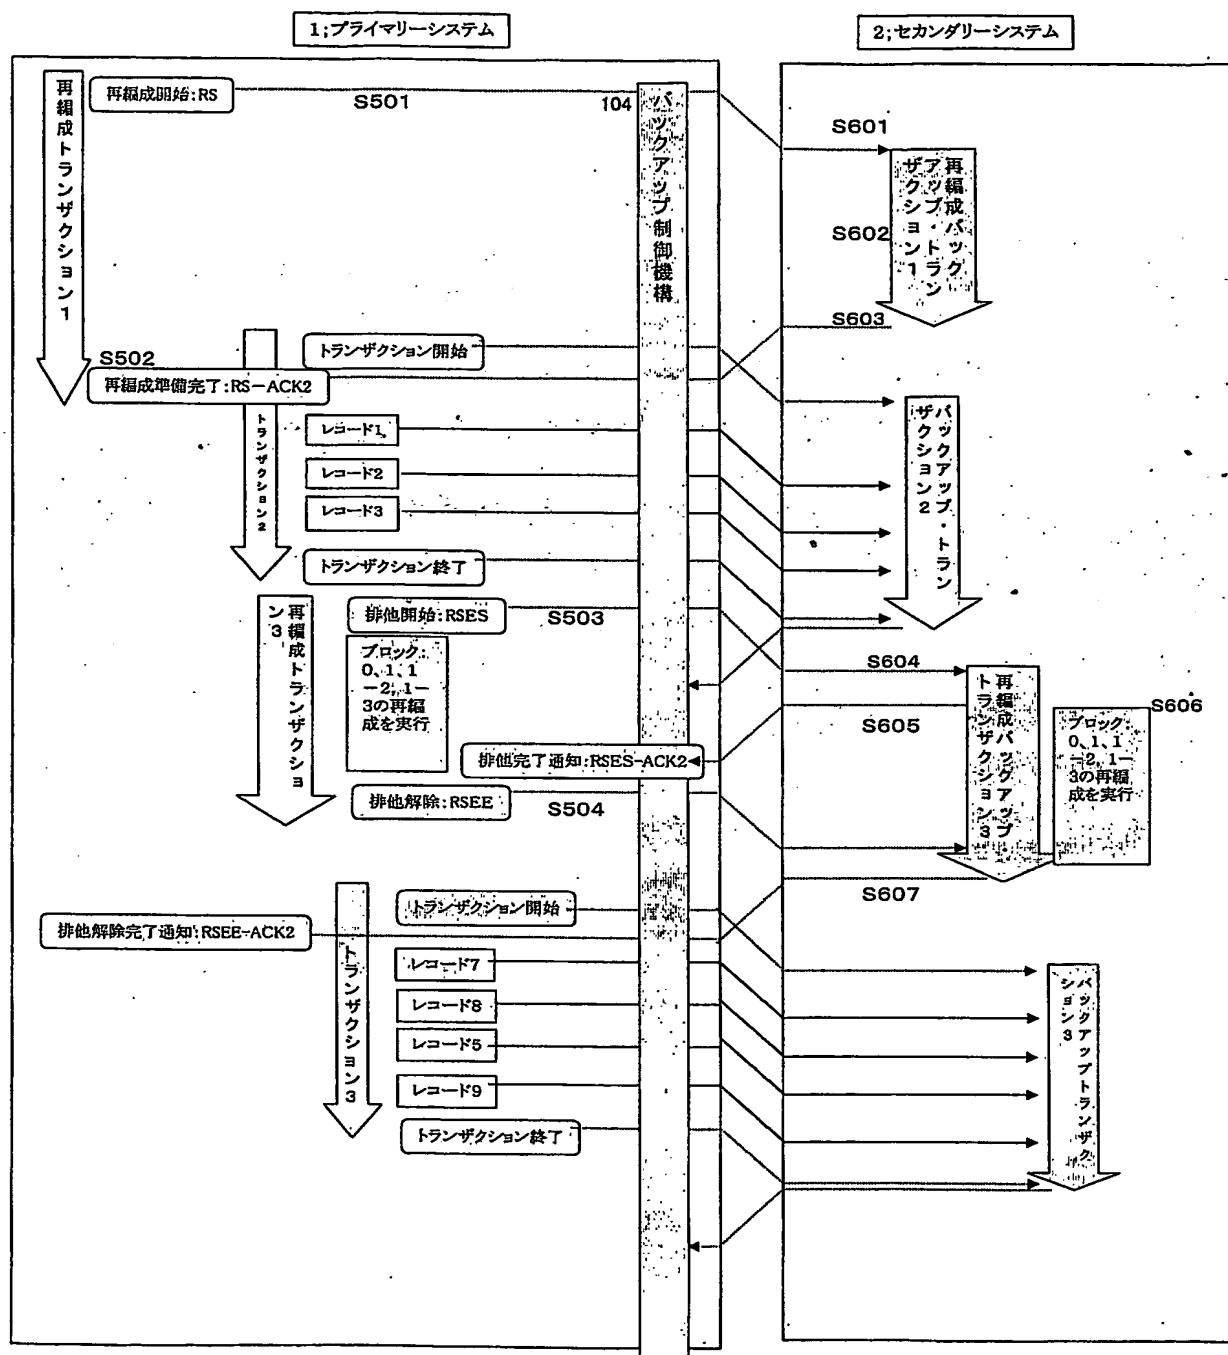 1;プライマリーシステム
2;セカンダリーシステム
再編成トランザクション1
再編成開始:RS
S501
104
バックアップ制御機構
S601
再編成バック
アップ・トラン
ザクション1
S602
S603
トランザクション開始
S502
再編成準備完了:RS-ACK2
トランザクション2
レコード1
レコード2
レコード3
トランザクション終了
バックアップ・トラン
ザクション2
再編成トランザクショ
ン3
排他開始:RSES
S503
ブロック:
0、1、1
-2, 1-
3の再編
成を実行
S604
S605
再編成バックアップ・
トランザクション3
S606
ブロック:
0、1、1
-2, 1-
3の再編
成を実行
排他完了通知:RSES-ACK2
排他解除:RSEE
S504
S607
トランザクション開始
排他解除完了通知:RSEE-ACK2
トランザクション3
レコード7
レコード8
レコード5
レコード9
トランザクション終了
バックアップトランザク
ション3